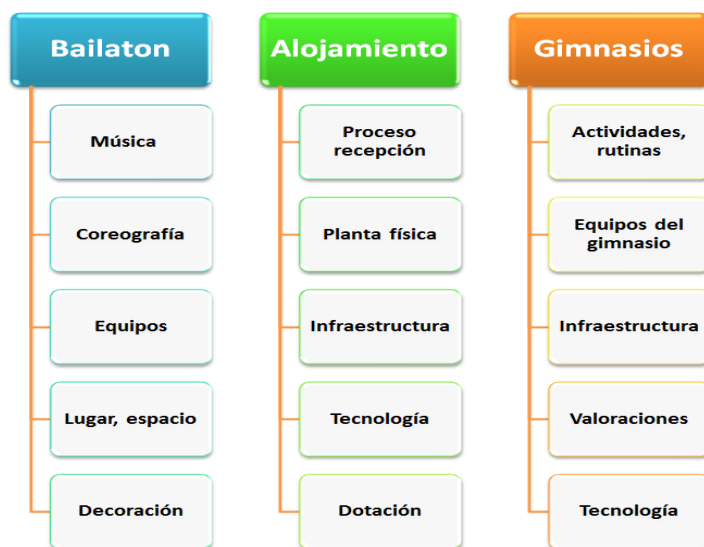 Bailaton
Música
Coreografía
Equipos
Lugar, espacio
Decoración
Alojamiento
Proceso
recepción
Planta física
Infraestructura
Tecnología
Dotación
Gimnasios
Actividades,
rutinas
Equipos del
gimnasio
Infraestructura
Valoraciones
Tecnología